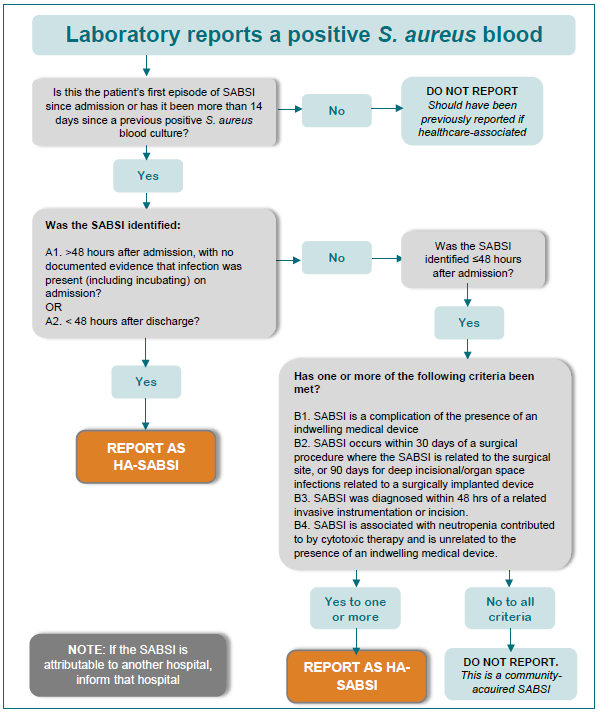 Laboratory reports a positive S. aureus blood
Is this the patient's first episode of SABSI
since admission or has it been more than 14
days since a previous positive S. aureus
blood culture?
No
DO NOT REPORT
Should have been
previously reported if
healthcare-associated
Yes
Was the SABSI identified:
A1. >48 hours after admission, with no
documented evidence that infection was
present (including incubating) on
admission?
OR
A2. < 48 hours after discharge?
No
Was the SABSI
identified ≤48 hours
after admission?
Yes
Yes
REPORT AS
HA-SABSI
Has one or more of the following criteria been
met?
B1. SABSI is a complication of the presence of an
indwelling medical device
B2. SABSI occurs within 30 days of a surgical
procedure where the SABSI is related to the surgical
site, or 90 days for deep incisional/organ space
infections related to a surgically implanted device
B3. SABSI was diagnosed within 48 hrs of a related
invasive instrumentation or incision.
B4. SABSI is associated with neutropenia contributed
to by cytotoxic therapy and is unrelated to the
presence of an indwelling medical device.
Yes to one
or more
No to all
criteria
NOTE: If the SABSI is
attributable to another hospital,
inform that hospital
REPORT AS HA-
SABSI
DO NOT REPORT.
This is a community-
acquired SABSI